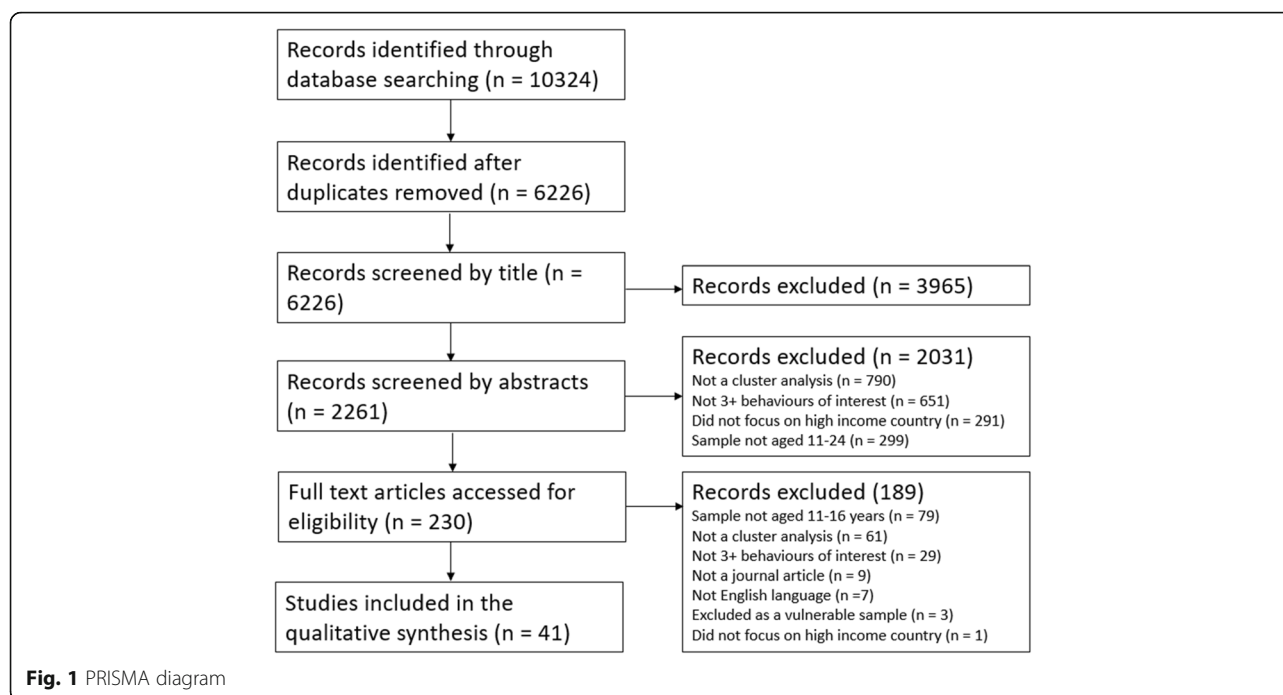 Records identified through
database searching (n = 10324)
Records identified after
duplicates removed (n = 6226)
Records screened by title (n =
6226)
Records excluded (n = 3965)
Records screened by abstracts
(n = 2261)
Records excluded (n = 2031)
Not a cluster analysis (n = 790)
Not 3+ behaviours of interest (n = 651)
Did not focus on high income country (n = 291)
Sample not aged 11-24 (n = 299)
Full text articles accessed for
eligibility (n = 230)
Records excluded (189)
Sample not aged 11-16 years (n = 79)
Not a cluster analysis (n = 61)
Not 3+ behaviours of interest (n = 29)
Not a journal article (n = 9)
Not English language (n =7)
Excluded as a vulnerable sample (n = 3)
Did not focus on high income country (n = 1)
Studies included in the
qualitative synthesis (n = 41)
Fig. 1 PRISMA diagram